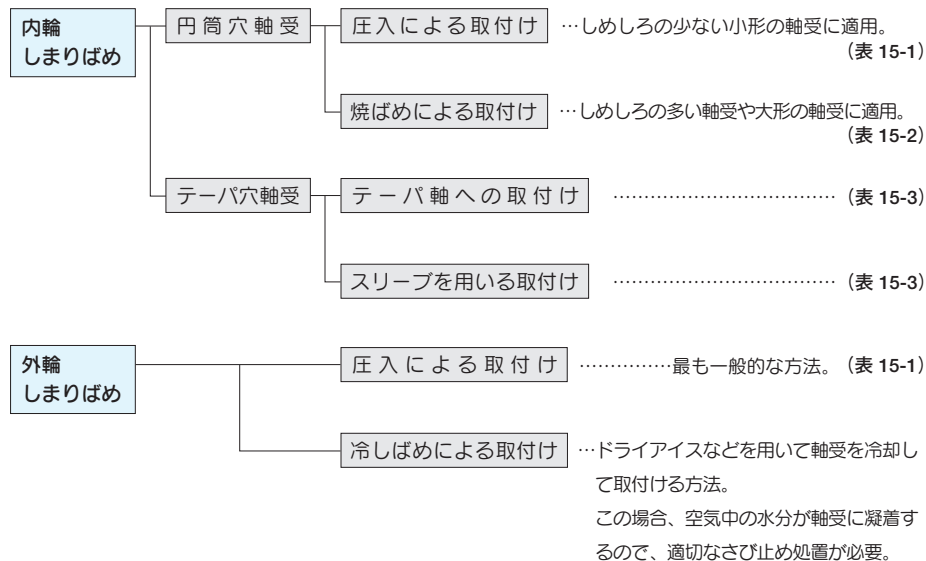 内輪
しまりばめ
円筒穴軸受
圧入による取付け
…しめしろの少ない小形の軸受に適用。
(表 15-1)
焼ばめによる取付け
…しめしろの多い軸受や大形の軸受に適用。
(表 15-2)
テーパ穴軸受
テーパ軸への取付け
………………………………(表 15-3)
スリーブを用いる取付け
………………………………(表 15-3)
外輪
しまりばめ
圧入による取付け
……………最も一般的な方法。(表 15-1)
冷しばめによる取付け
…ドライアイスなどを用いて軸受を冷却し
て取付ける方法。
この場合、空気中の水分が軸受に凝着す
るので、適切なさび止め処置が必要。